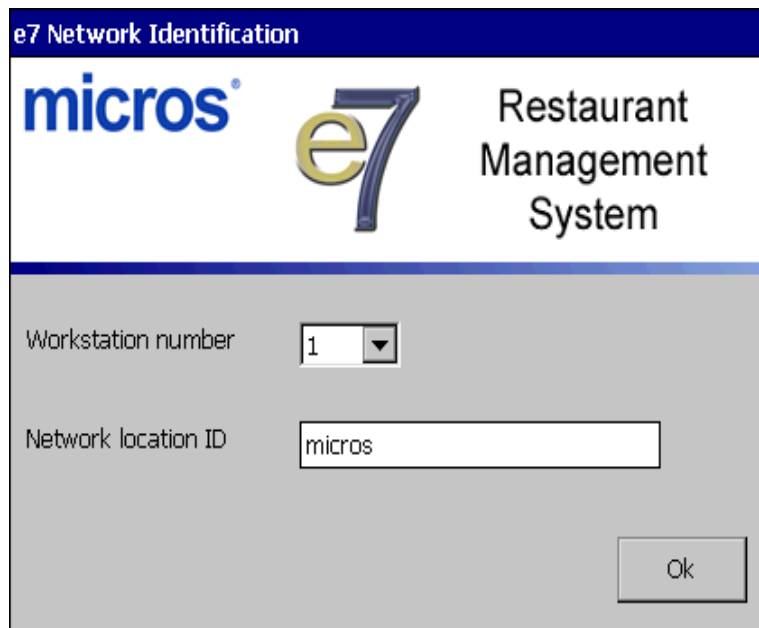 e7 Network Identification
micros®
e7
Restaurant
Management
System
Workstation number
1
Network location ID
micros
Ok